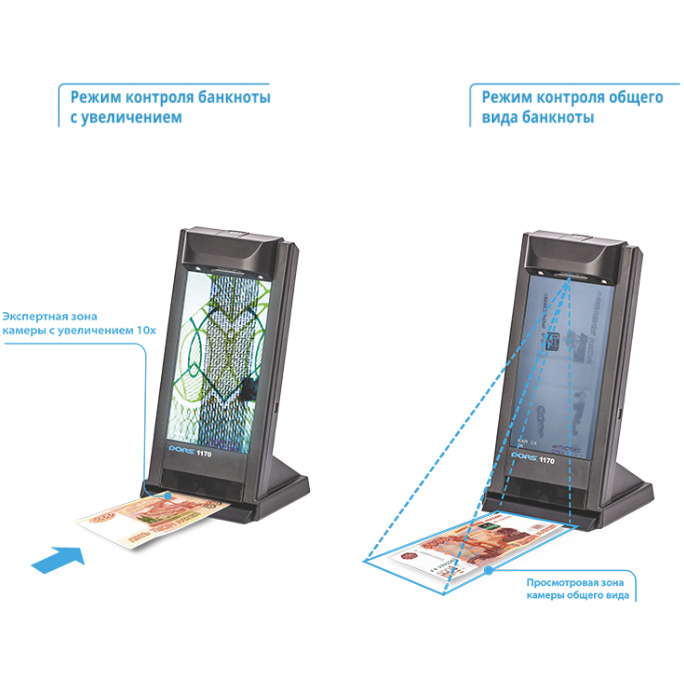 Режим контроля банкноты
с увеличением
Режим контроля общего
вида банкноты
Экспертная зона
камеры с увеличением 10x
DORS 1170
DORS 1170
Просмотровая зона
камеры общего вида